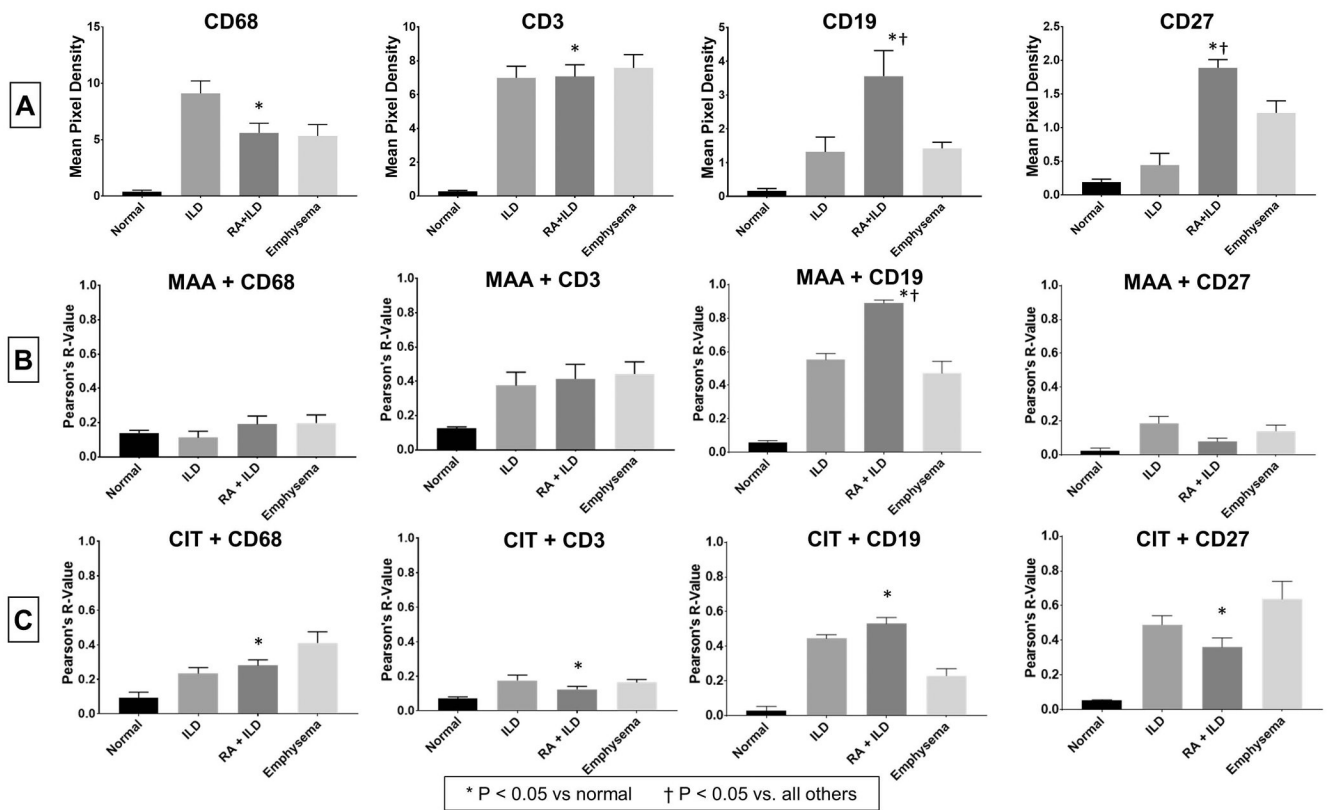 CD68
CD3
CD19
CD27
A
Mean Pixel Density
15
10
5
0
Normal
ILD
RA+ILD
Emphysema
*
Mean Pixel Density
10
8
6
4
2
0
Normal
ILD
RA+ILD
Emphysema
*
Mean Pixel Density
5
4
3
2
1
0
Normal
ILD
RA+ILD
Emphysema
*†
Mean Pixel Density
2.5
2.0
1.5
1.0
0.5
0.0
Normal
ILD
RA+ILD
Emphysema
*†
B
MAA + CD68
Pearson's R-Value
1.0
0.8
0.6
0.4
0.2
0.0
Normal
ILD
RA + ILD
Emphysema
MAA + CD3
Pearson's R-Value
1.0
0.8
0.6
0.4
0.2
0.0
Normal
ILD
RA + ILD
Emphysema
MAA + CD19
Pearson's R-Value
1.0
0.8
0.6
0.4
0.2
0.0
Normal
ILD
RA + ILD
Emphysema
*†
MAA + CD27
Pearson's R-Value
1.0
0.8
0.6
0.4
0.2
0.0
Normal
ILD
RA + ILD
Emphysema
C
CIT + CD68
Pearson's R-Value
1.0
0.8
0.6
0.4
0.2
0.0
Normal
ILD
RA + ILD
Emphysema
*
CIT + CD3
Pearson's R-Value
1.0
0.8
0.6
0.4
0.2
0.0
Normal
ILD
RA + ILD
Emphysema
*
CIT + CD19
Pearson's R-Value
1.0
0.8
0.6
0.4
0.2
0.0
Normal
ILD
RA + ILD
Emphysema
*
CIT + CD27
Pearson's R-Value
1.0
0.8
0.6
0.4
0.2
0.0
Normal
ILD
RA + ILD
Emphysema
*
* P < 0.05 vs normal † P < 0.05 vs. all others